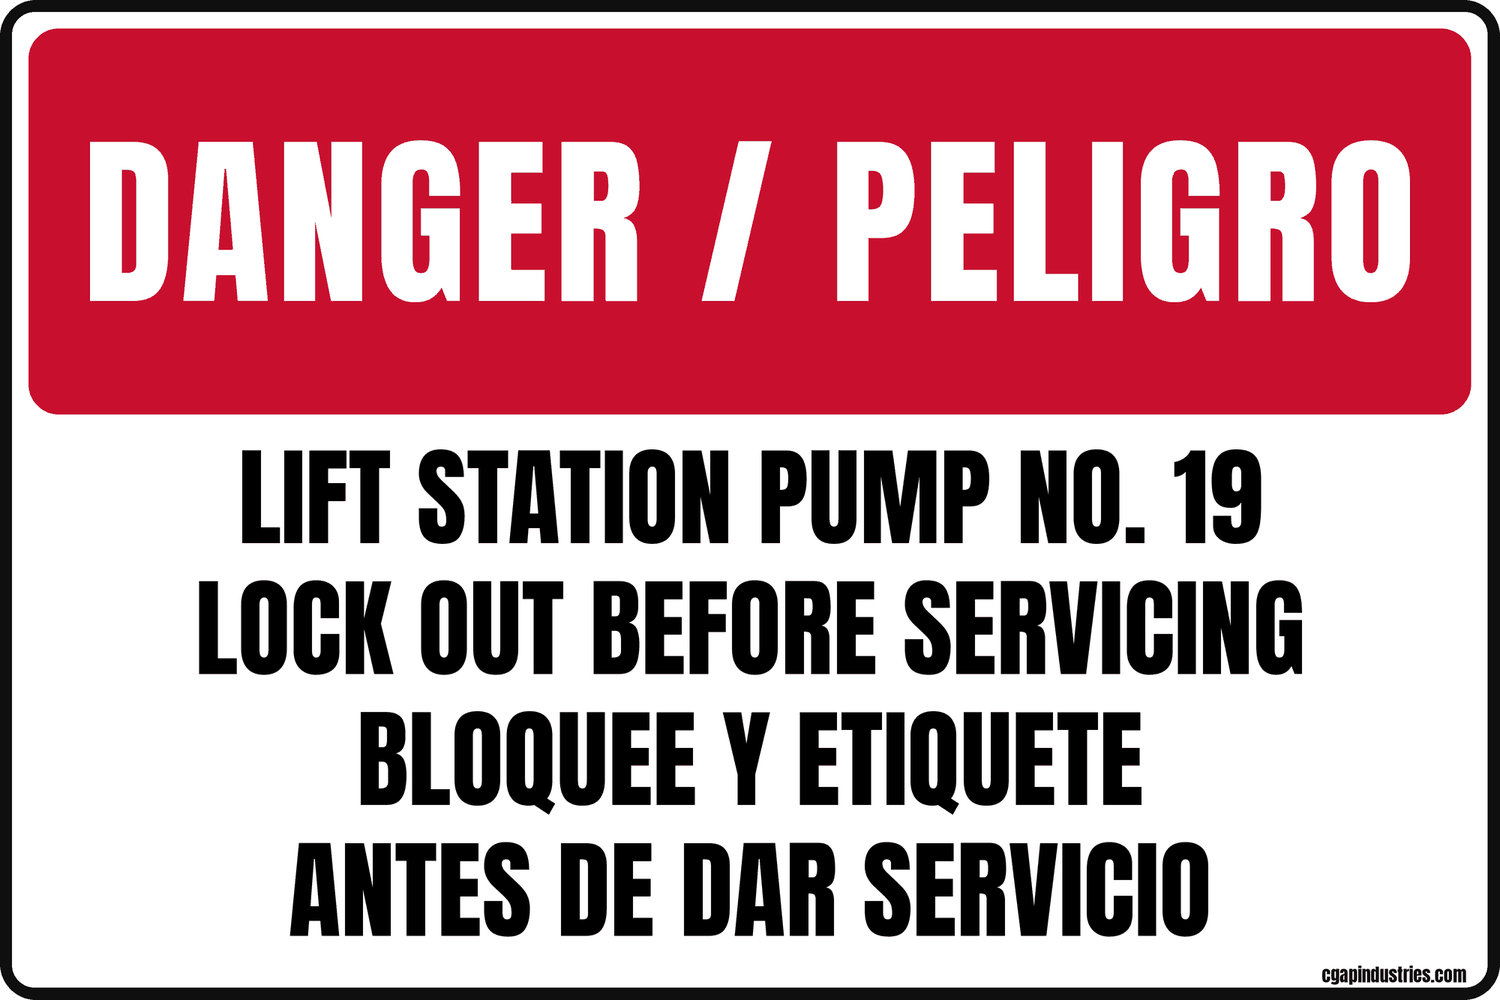 DANGER / PELIGRO
LIFT STATION PUMP NO. 19
LOCK OUT BEFORE SERVICING
BLOQUEE Y ETIQUETE
ANTES DE DAR SERVICIO
cgapindustries.com